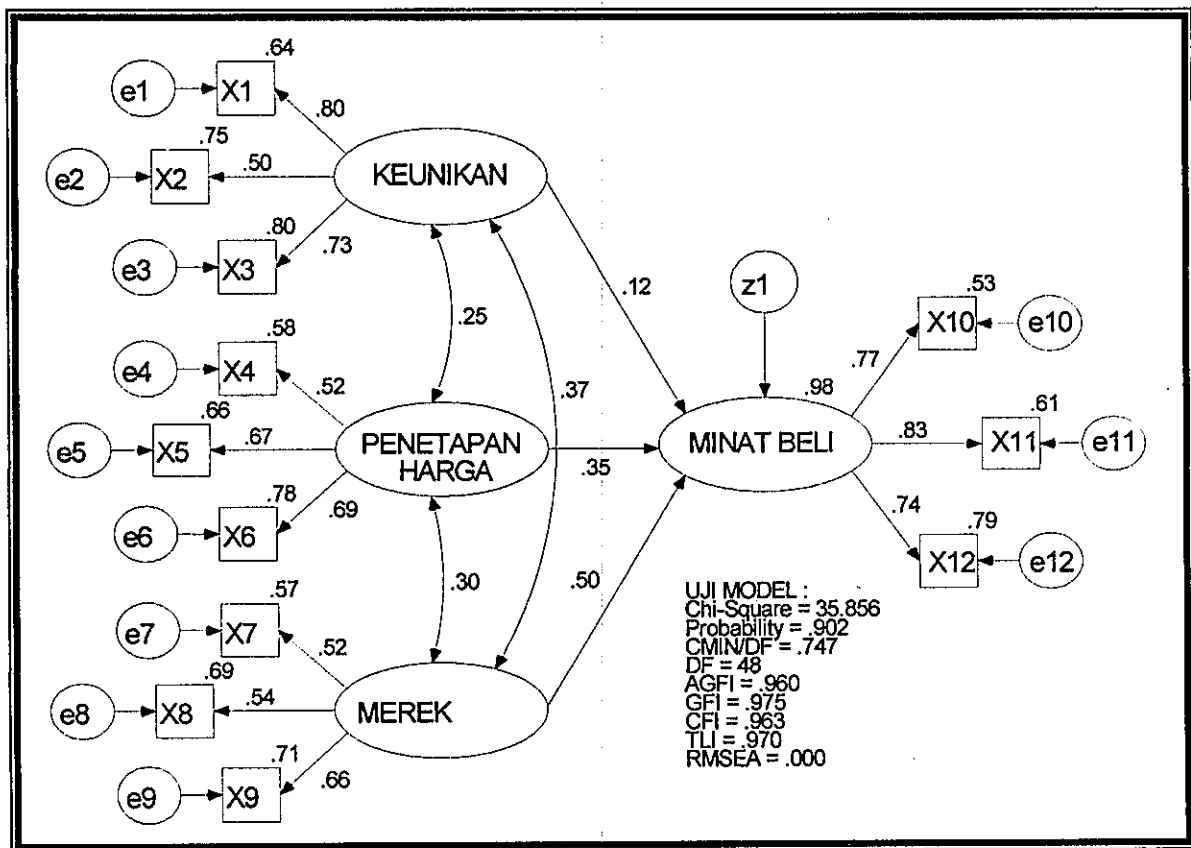 .64
e1 X1
.80
.75
e2 X2 .50
KEUNIKAN
.80
e3 X3 .73
.12
z1
.25
.53
X10 e10
.58
e4 X4
.52
.37
.77
.98
.66
e5 X5 .67
PENETAPAN
HARGA
.35
MINAT BELI
.83
.61
X11 e11
.78
e6 X6 .69
.74
.79
X12 e12
.30
.50
.57
e7 X7
.52
.69
e8 X8 .54
MEREK
.71
e9 X9 .66
UJI MODEL :
Chi-Square = 35.856
Probability = .902
CMIN/DF = .747
DF = 48
AGFI = .960
GFI = .975
CFI = .963
TLI = .970
RMSEA = .000